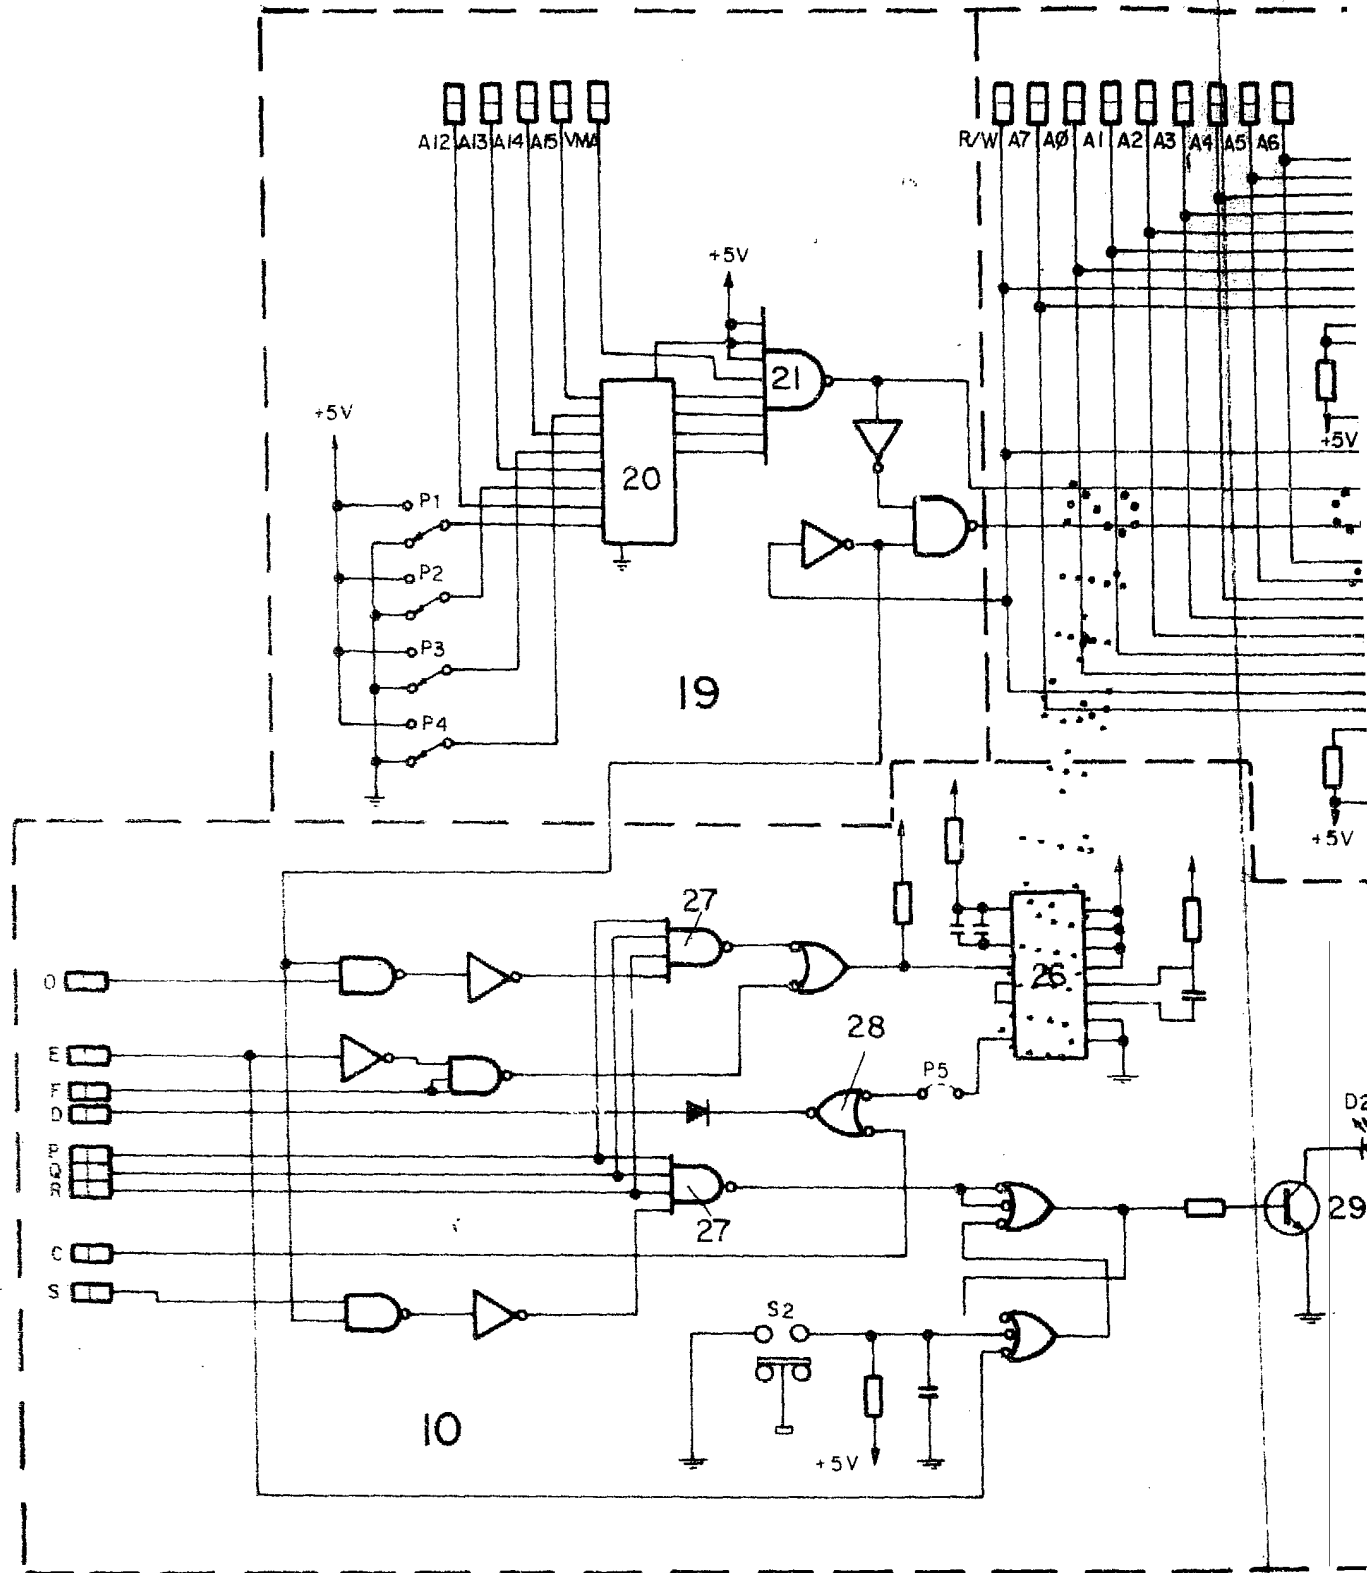 A12 A13 A14 A15 VMA
R/W A7 AØ A1 A2 A3 A4 A5 A6
+5V
21
+5V
+5V
20
P1
P2
P3
19
P4
+5V
27
O
26
28
E
P5
F
D
D2
P
Q
R
29
27
C
S
S2
10
+5V